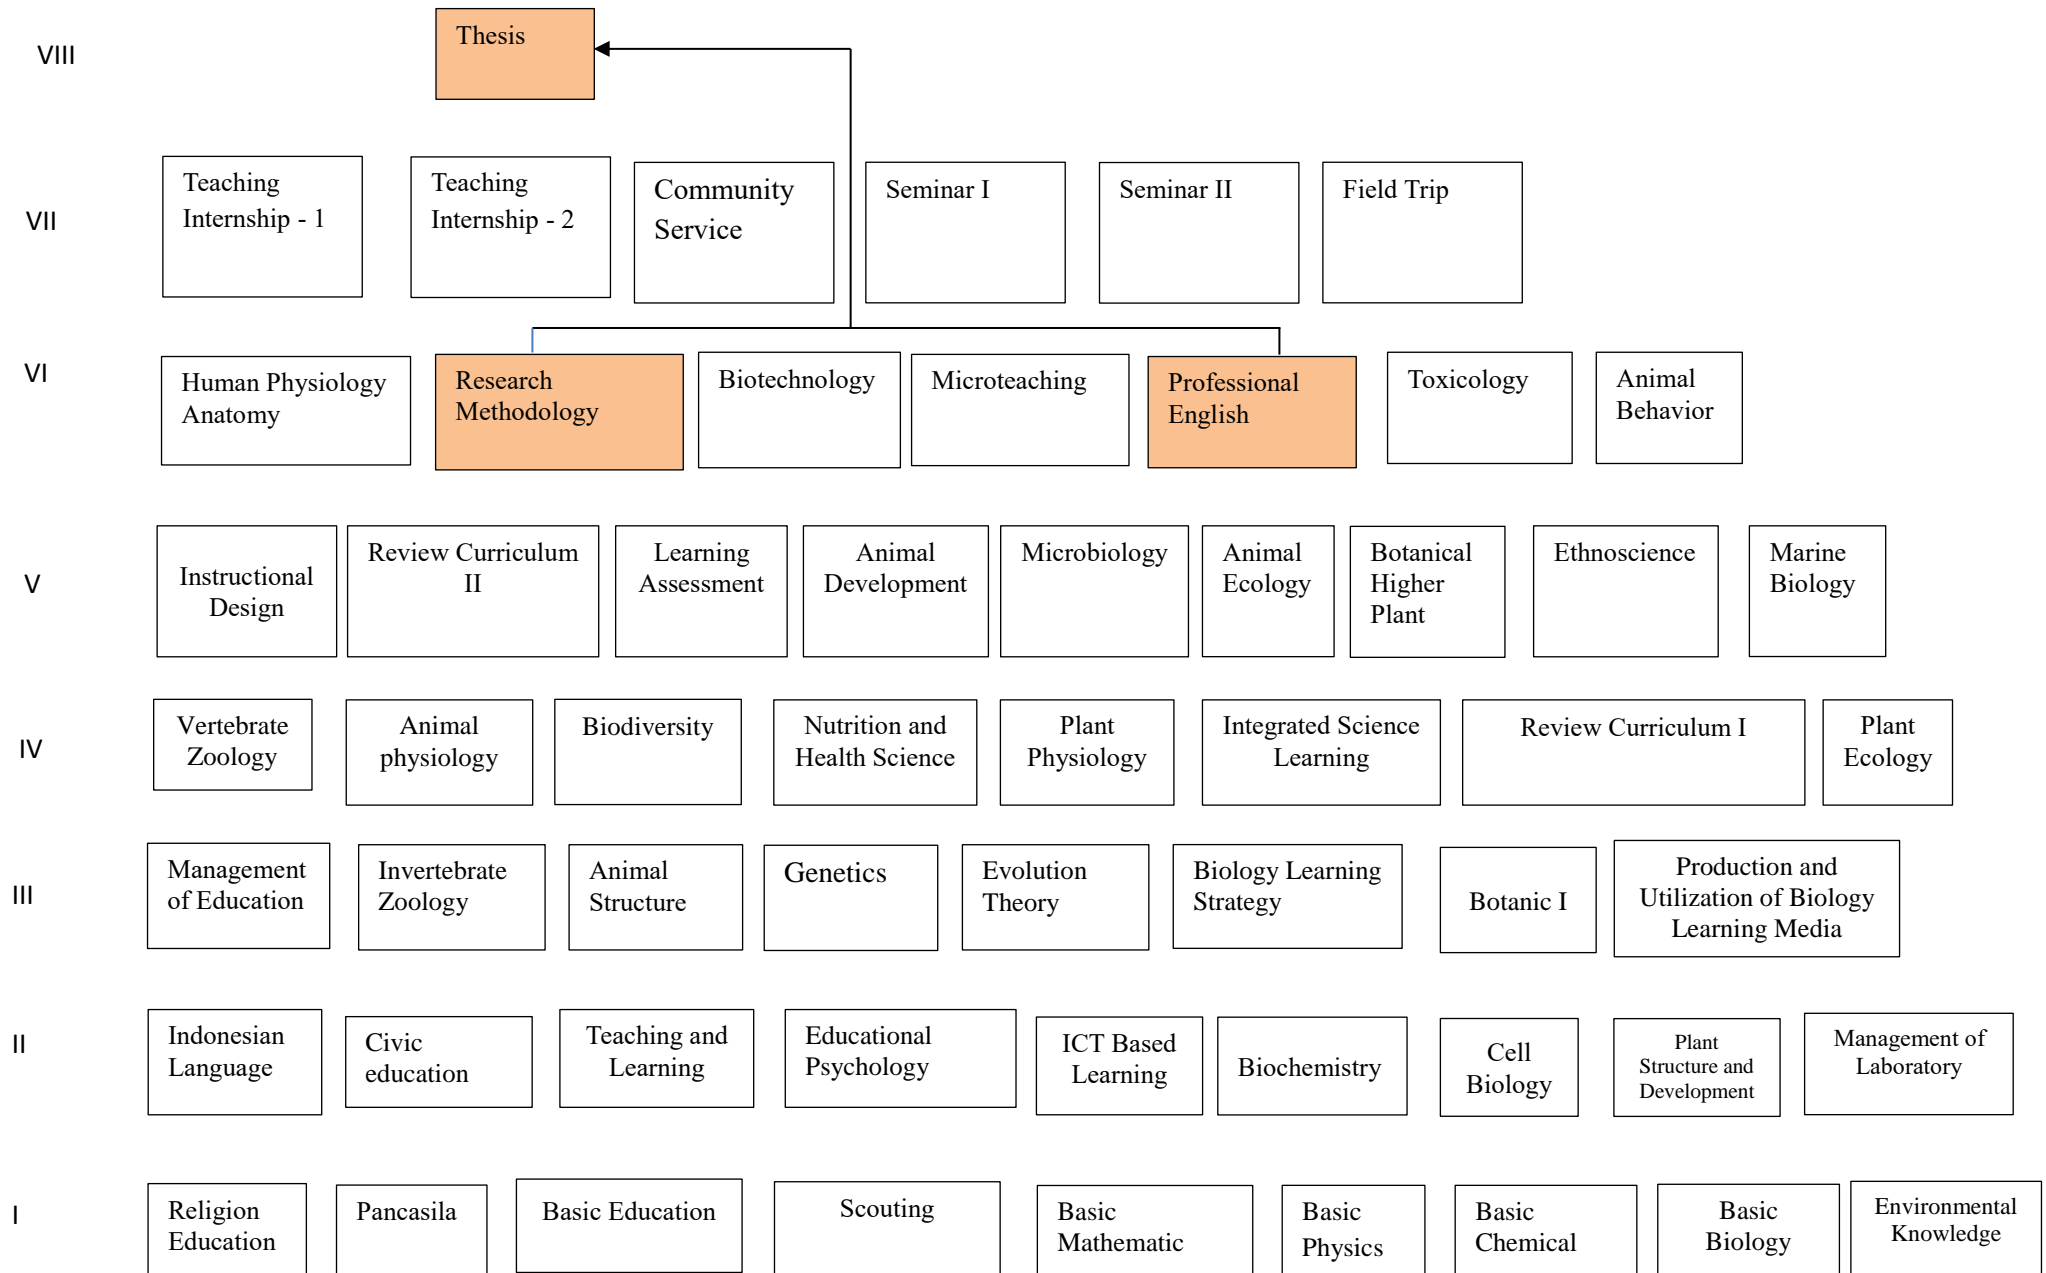 VIII
Thesis
VII
Teaching
Internship - 1
Teaching
Internship - 2
Community
Service
Seminar I
Seminar II
Field Trip
VI
Human Physiology
Anatomy
Research
Methodology
Biotechnology
Microteaching
Professional
English
Toxicology
Animal
Behavior
V
Instructional
Design
Review Curriculum
II
Learning
Assessment
Animal
Development
Microbiology
Animal
Ecology
Botanical
Higher
Plant
Ethnoscience
Marine
Biology
IV
Vertebrate
Zoology
Animal
physiology
Biodiversity
Nutrition and
Health Science
Plant
Physiology
Integrated Science
Learning
Review Curriculum I
Plant
Ecology
III
Management
of Education
Invertebrate
Zoology
Animal
Structure
Genetics
Evolution
Theory
Biology Learning
Strategy
Botanic I
Production and
Utilization of Biology
Learning Media
II
Indonesian
Language
Civic
education
Teaching and
Learning
Educational
Psychology
ICT Based
Learning
Biochemistry
Cell
Biology
Plant
Structure and
Development
Management of
Laboratory
I
Religion
Education
Pancasila
Basic Education
Scouting
Basic
Mathematic
Basic
Physics
Basic
Chemical
Basic
Biology
Environmental
Knowledge